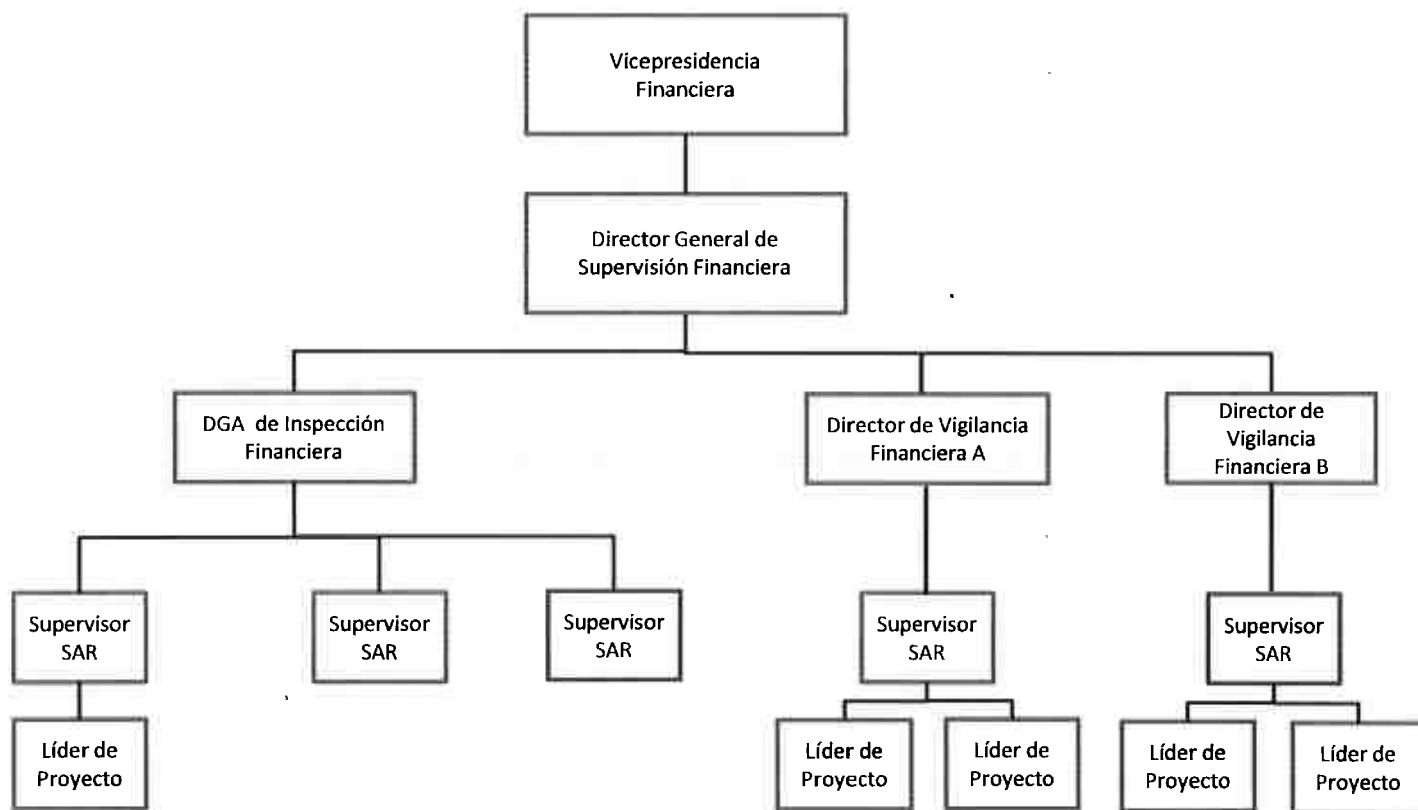 Vicepresidencia
Financiera
Director General de
Supervisión Financiera
DGA de Inspección
Financiera
Director de Vigilancia
Financiera A
Director de
Vigilancia
Financiera B
Supervisor
SAR
Supervisor
SAR
Supervisor
SAR
Supervisor
SAR
Supervisor
SAR
Líder de
Proyecto
Líder de
Proyecto
Líder de
Proyecto
Líder de
Proyecto
Líder de
Proyecto